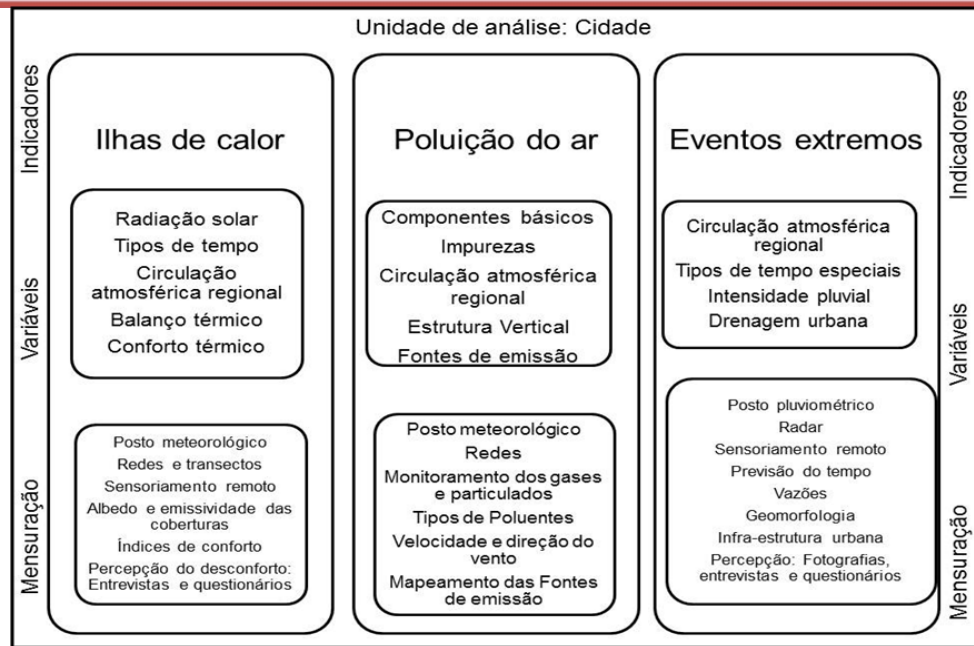 Unidade de análise: Cidade
Indicadores
Variáveis
Mensuração
Ilhas de calor
Radiação solar
Tipos de tempo
Circulação
atmosférica regional
Balanço térmico
Conforto térmico
Posto meteorológico
Redes e transectos
Sensoriamento remoto
Albedo e emissividade das
coberturas
Índices de conforto
Percepção do desconforto:
Entrevistas e questionários
Poluição do ar
Componentes básicos
Impurezas
Circulação atmosférica
regional
Estrutura Vertical
Fontes de emissão
Posto meteorológico
Redes
Monitoramento dos gases
e particulados
Tipos de Poluentes
Velocidade e direção do
vento
Mapeamento das Fontes
de emissão
Eventos extremos
Circulação atmosférica
regional
Tipos de tempo especiais
Intensidade pluvial
Drenagem urbana
Posto pluviométrico
Radar
Sensoriamento remoto
Previsão do tempo
Vazões
Geomorfologia
Infra-estrutura urbana
Percepção: Fotografias,
entrevistas e questionários
Indicadores
Variáveis
Mensuração